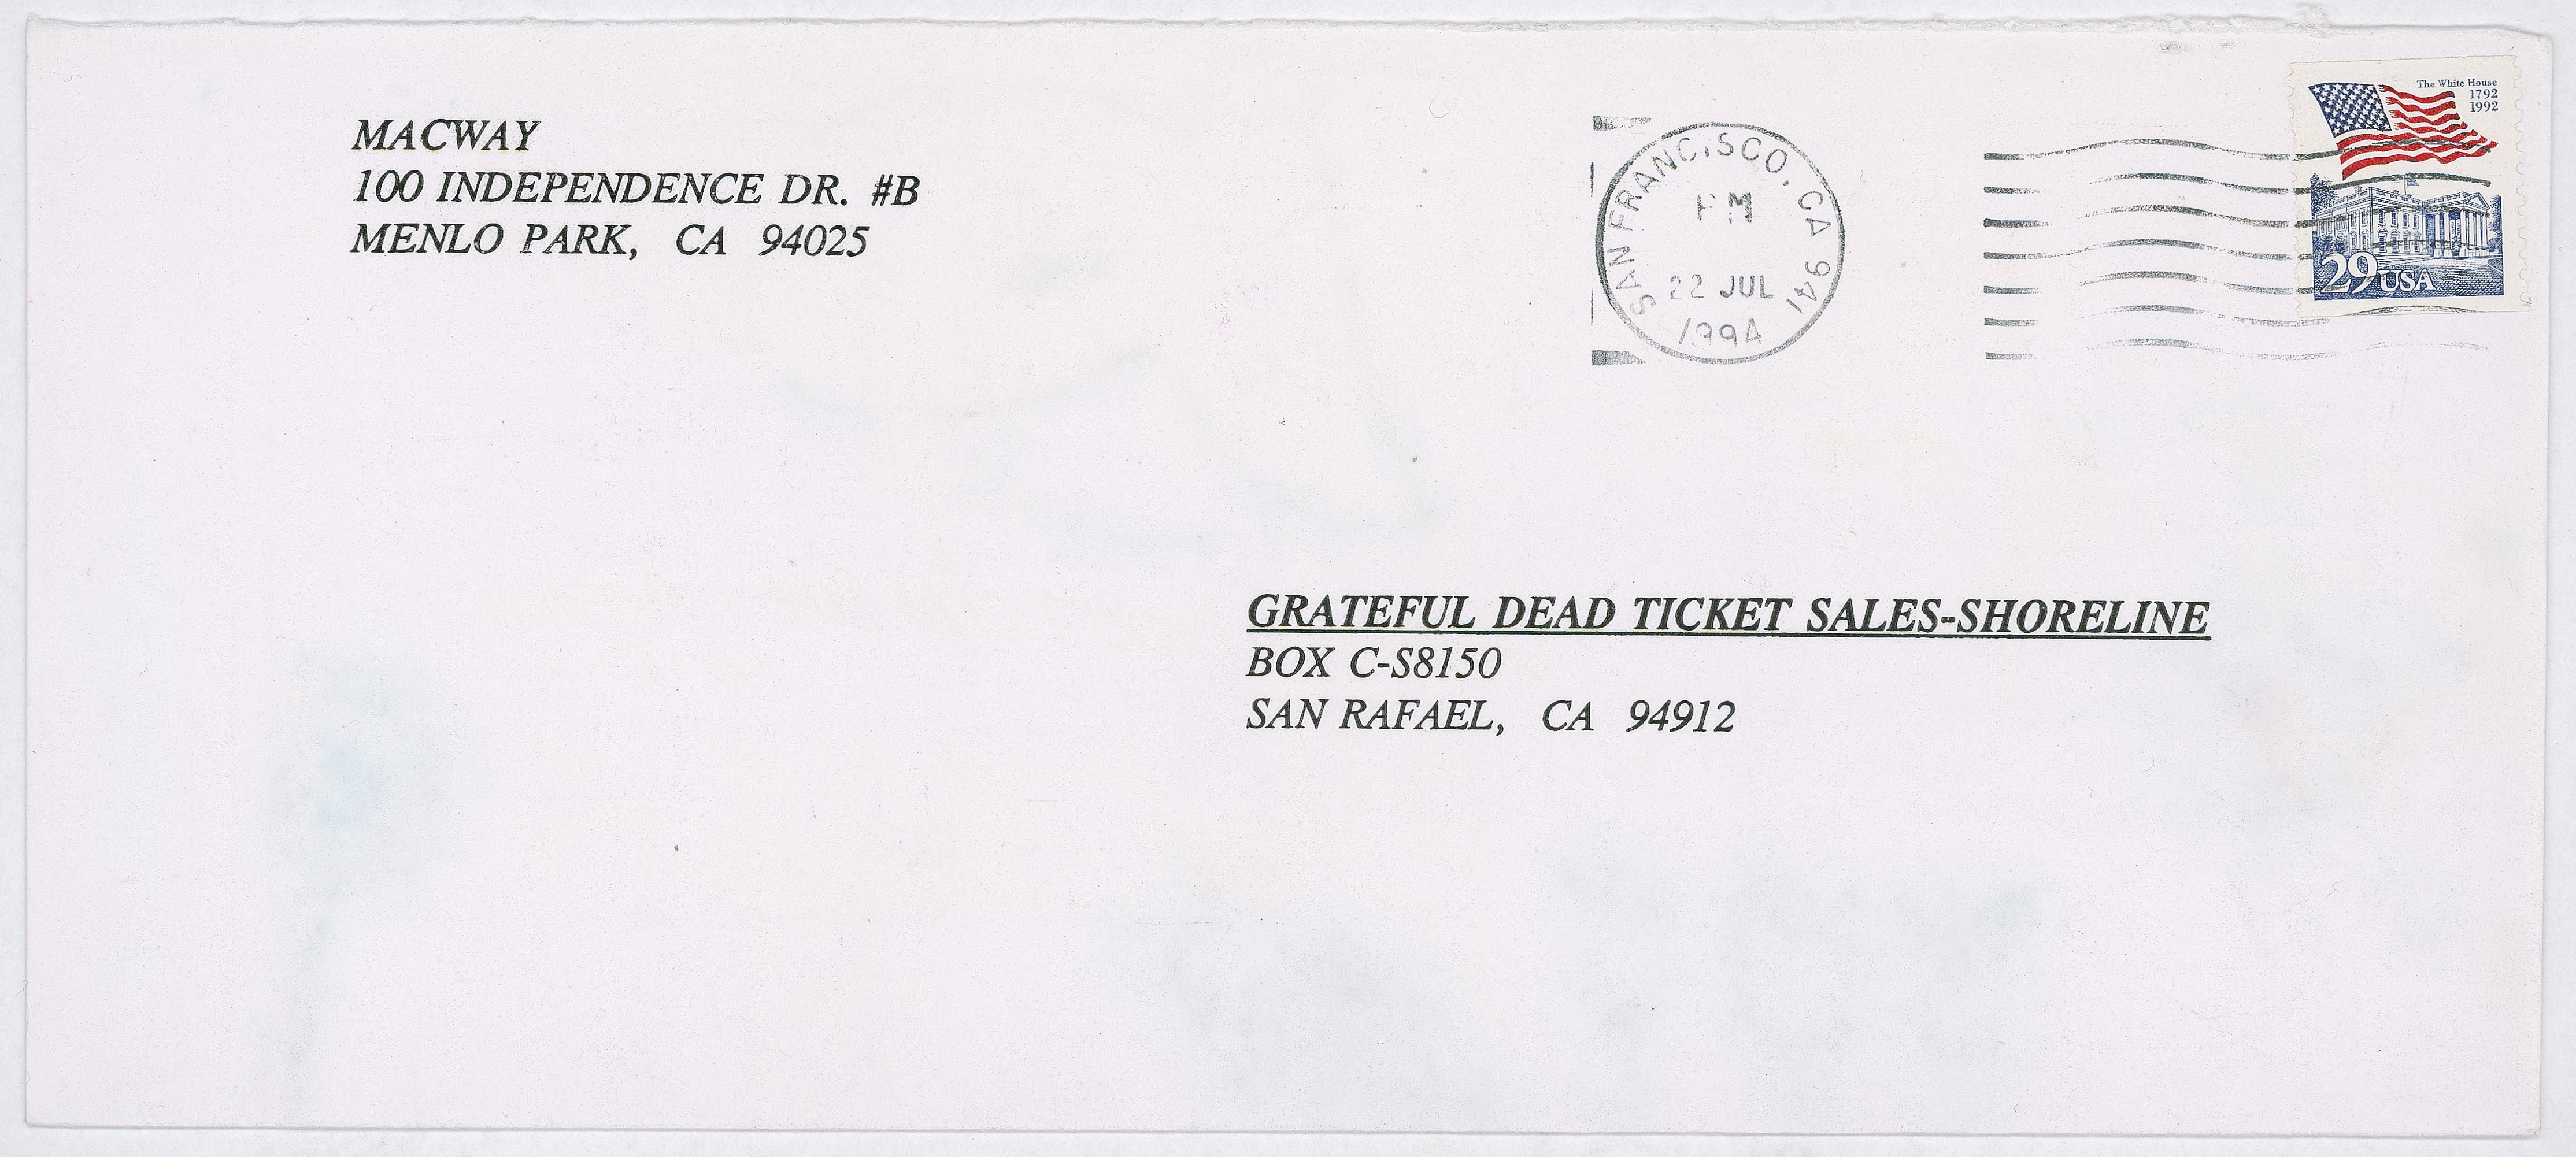 MACWAY
100 INDEPENDENCE DR. #B
MENLO PARK, CA 94025
SAN FRANCISCO, CA 941
PM
22 JUL
1994
The White House
1792
1992
29 USA
GRATEFUL DEAD TICKET SALES-SHORELINE
BOX C-S8150
SAN RAFAEL, CA 94912